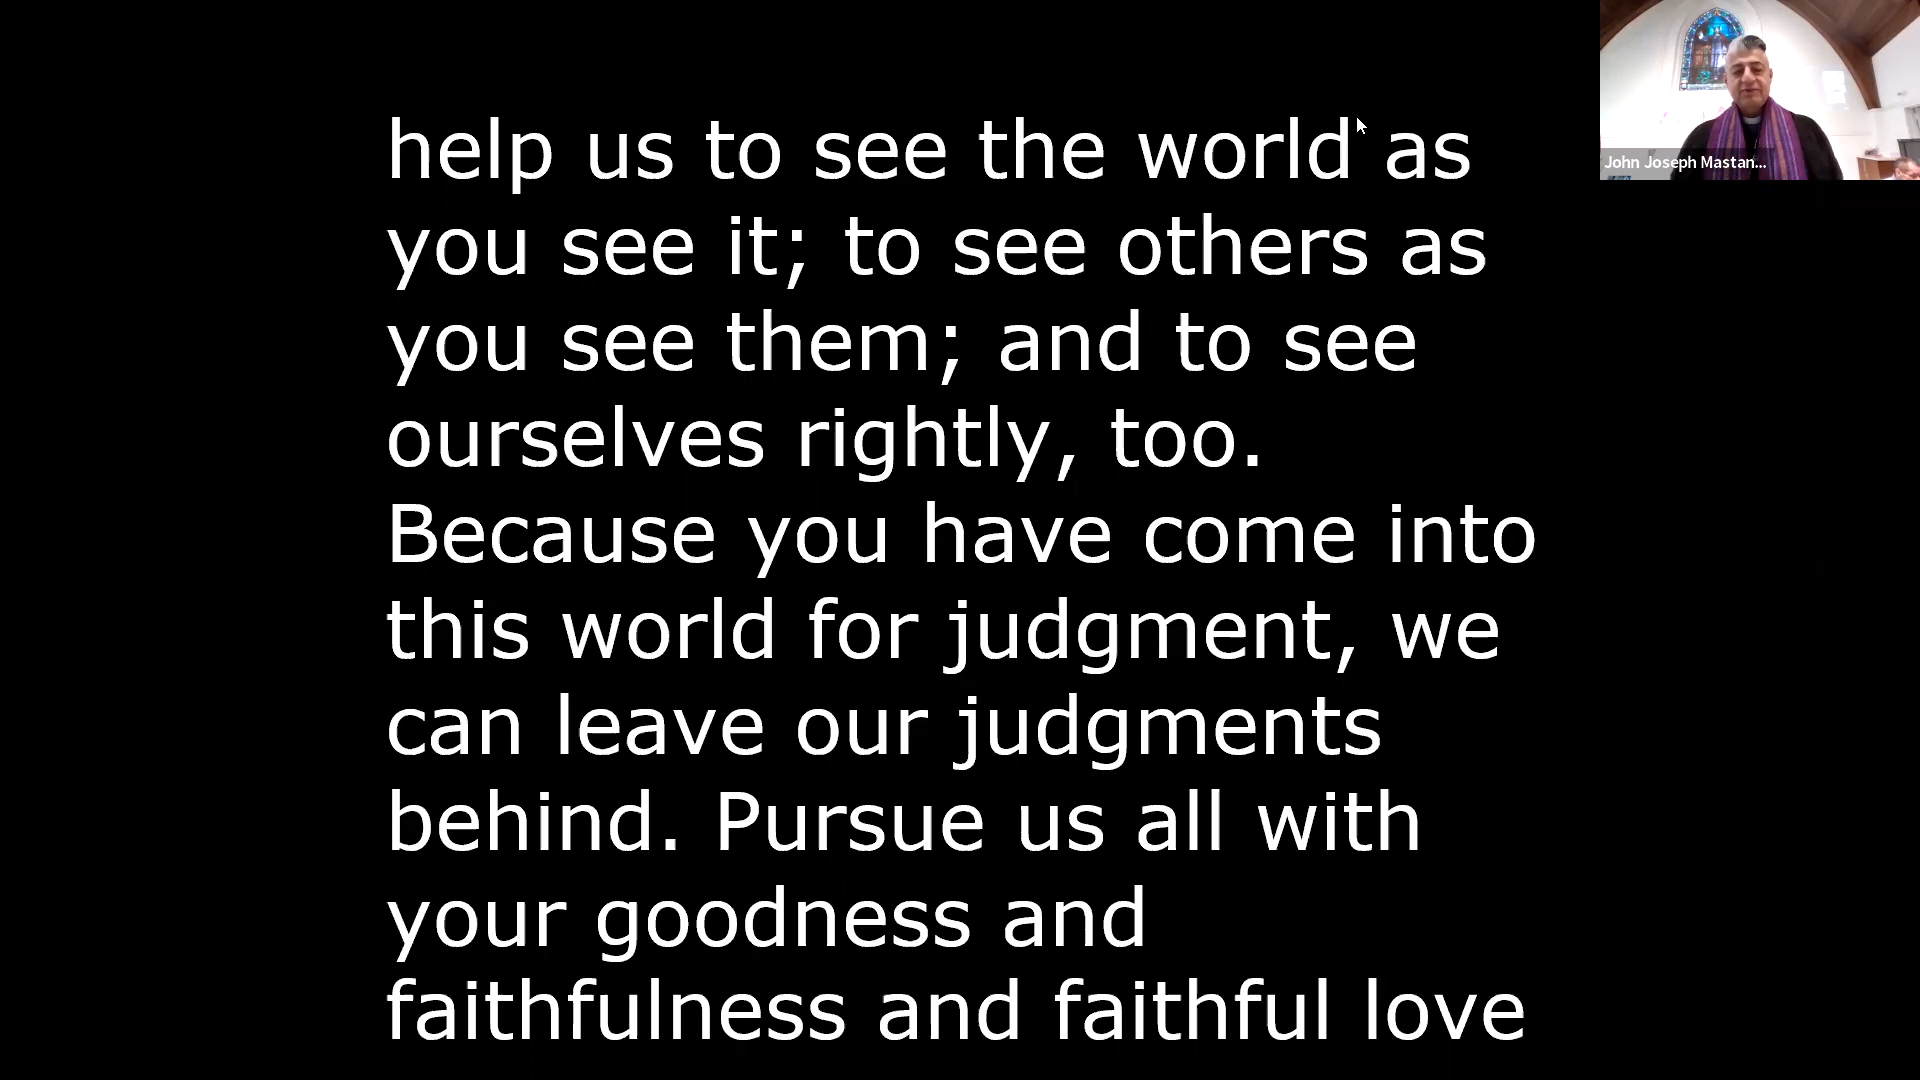 help us to see the world as
you see it; to see others as
you see them; and to see
ourselves rightly, too.
Because you have come into
this world for judgment, we
can leave our judgments
behind. Pursue us all with
your goodness and
faithfulness and faithful love
John Joseph Mastan...